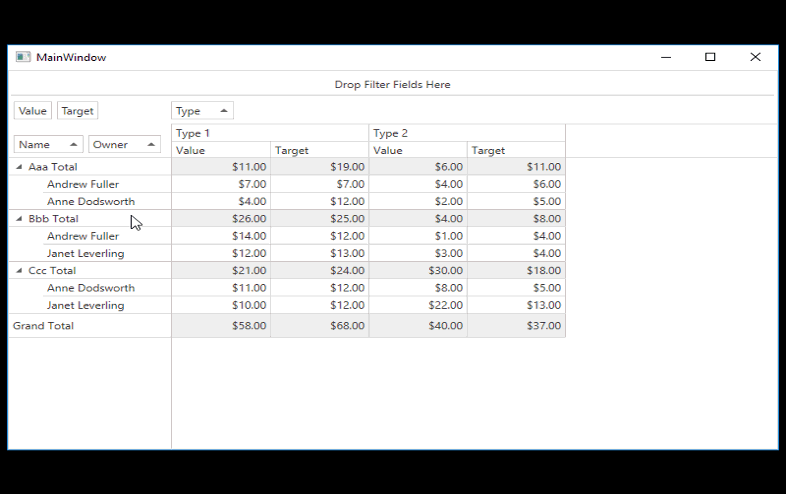 MainWindow
Drop Filter Fields Here
Value Target Type
Type 1 Type 2
Name Owner Value Target Value Target
Aaa Total $11.00 $19.00 $6.00 $11.00
Andrew Fuller $7.00 $7.00 $4.00 $6.00
Anne Dodsworth $4.00 $12.00 $2.00 $5.00
Bbb Total $26.00 $25.00 $4.00 $8.00
Andrew Fuller $14.00 $12.00 $1.00 $4.00
Janet Leverling $12.00 $13.00 $3.00 $4.00
Ccc Total $21.00 $24.00 $30.00 $18.00
Anne Dodsworth $11.00 $12.00 $8.00 $5.00
Janet Leverling $10.00 $12.00 $22.00 $13.00
Grand Total $58.00 $68.00 $40.00 $37.00